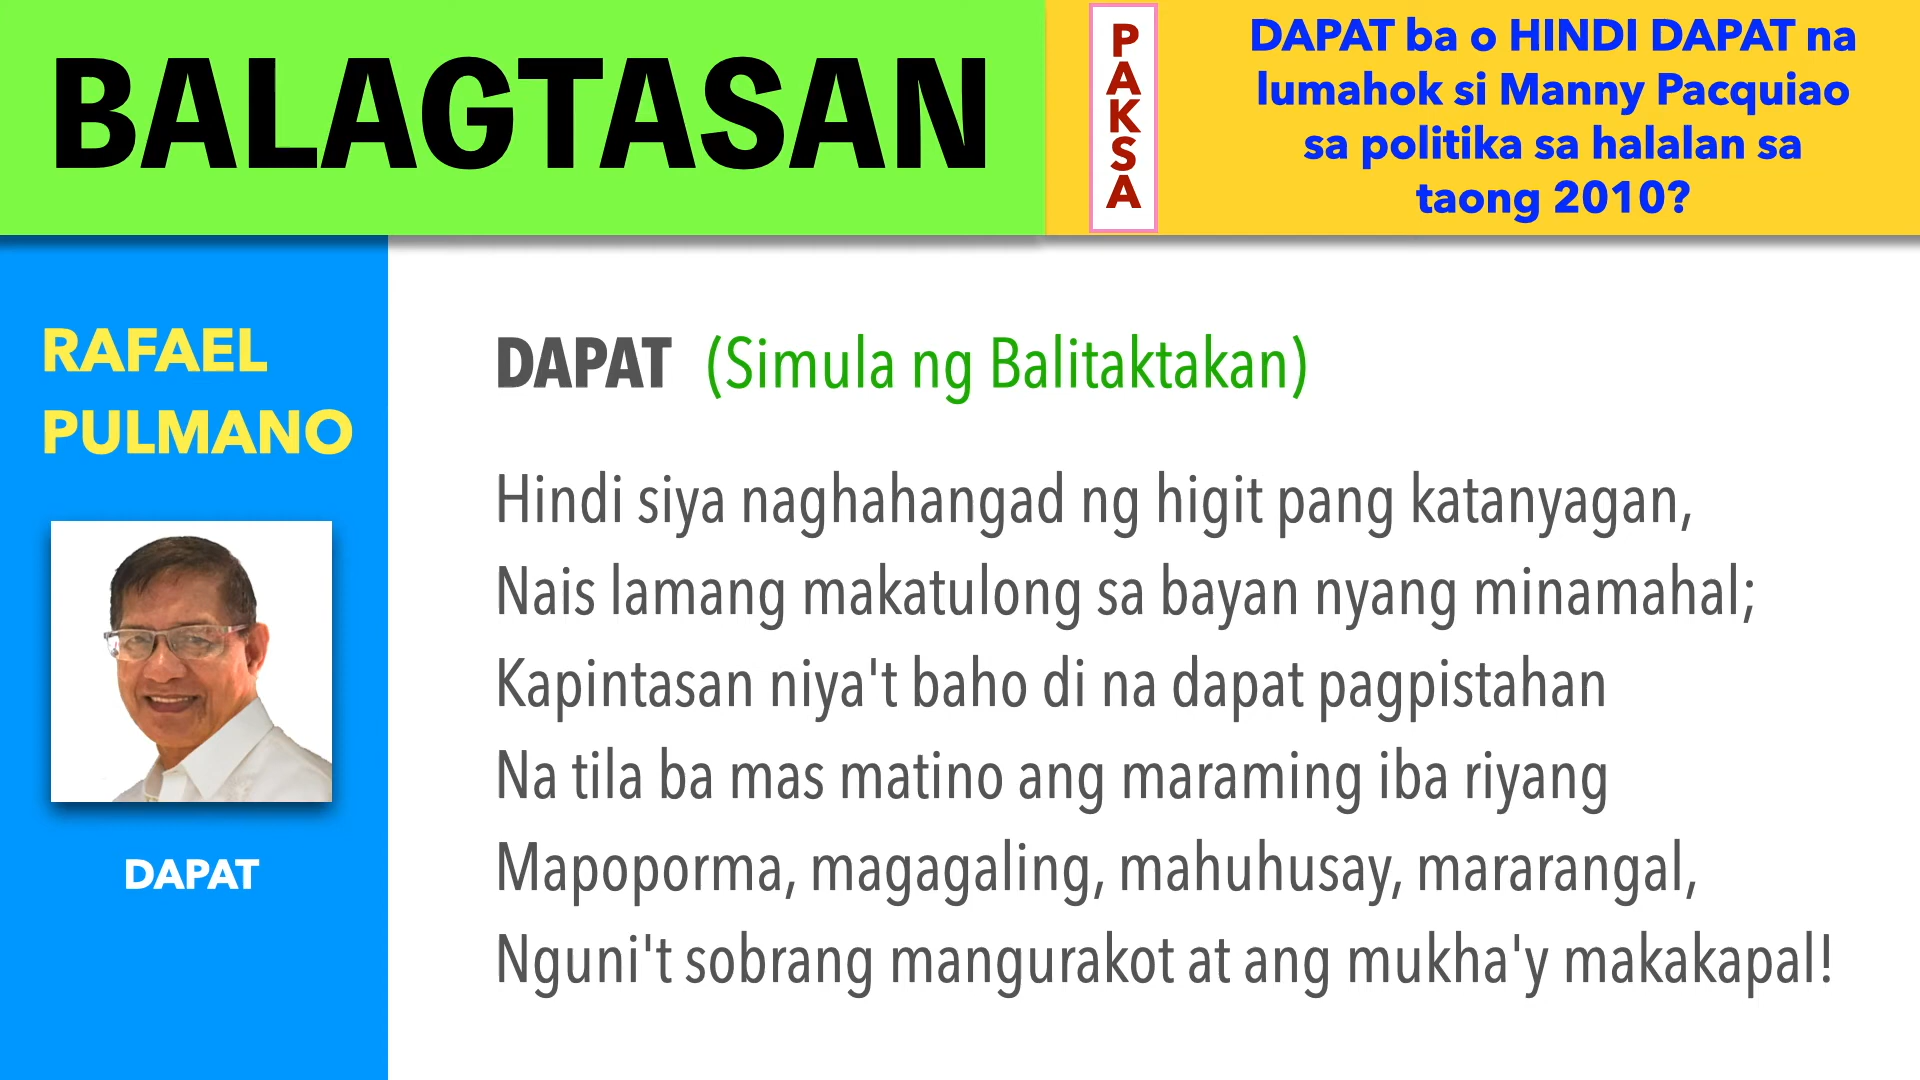 BALAGTASAN
PAKSA
DAPAT ba o HINDI DAPAT na
lumahok si Manny Pacquiao
sa politika sa halalan sa
taong 2010?
RAFAEL
PULMANO
DAPAT
DAPAT (Simula ng Balitaktakan)
Hindi siya naghahangad ng higit pang katanyagan,
Nais lamang makatulong sa bayan nyang minamahal;
Kapintasan niya't baho di na dapat pagpistahan
Na tila ba mas matino ang maraming iba riyang
Mapoporma, magagaling, mahuhusay, mararangal,
Nguni't sobrang mangurakot at ang mukha'y makakapal!